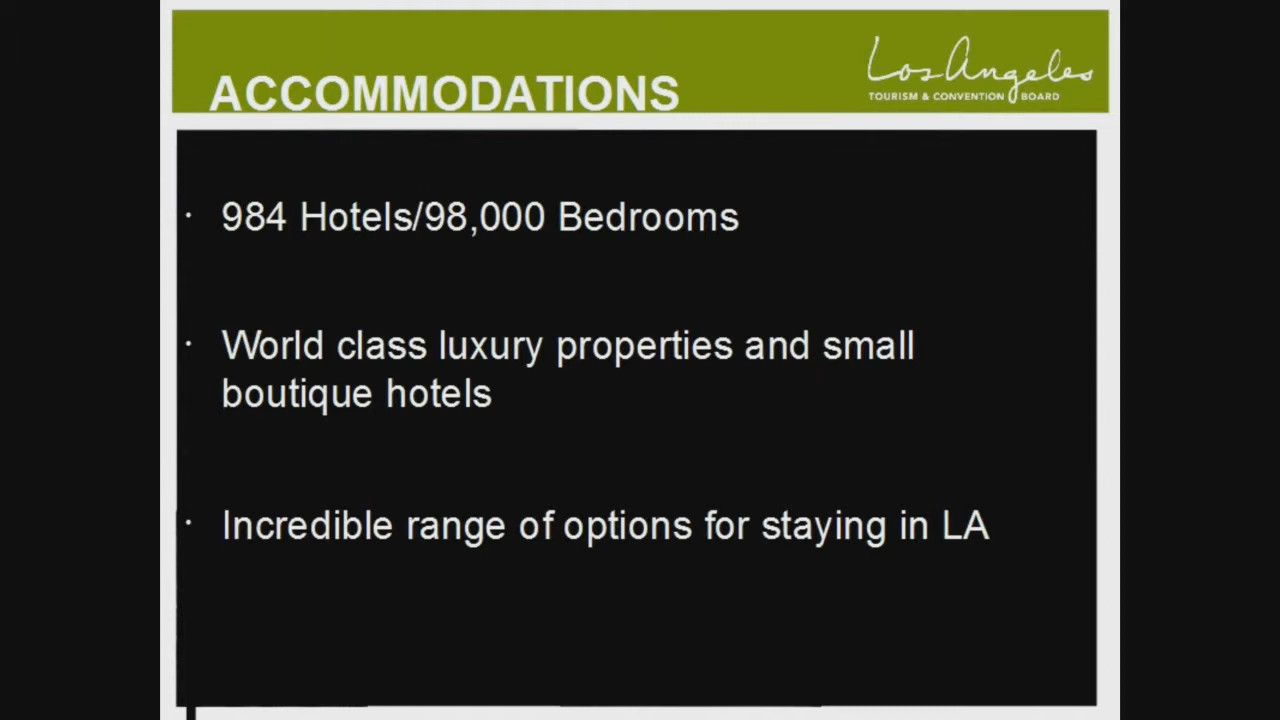 ACCOMMODATIONS
Los Angeles
TOURISM & CONVENTION BOARD
· 984 Hotels/98,000 Bedrooms
· World class luxury properties and small
boutique hotels
· Incredible range of options for staying in LA